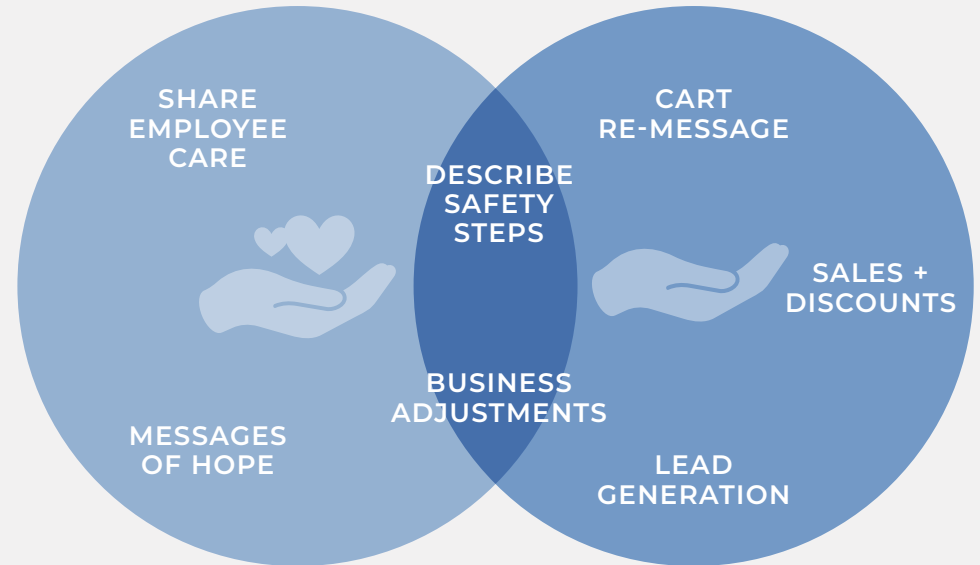 SHARE
EMPLOYEE
CARE
MESSAGES
OF HOPE
DESCRIBE
SAFETY
STEPS
BUSINESS
ADJUSTMENTS
CART
RE-MESSAGE
SALES +
DISCOUNTS
LEAD
GENERATION